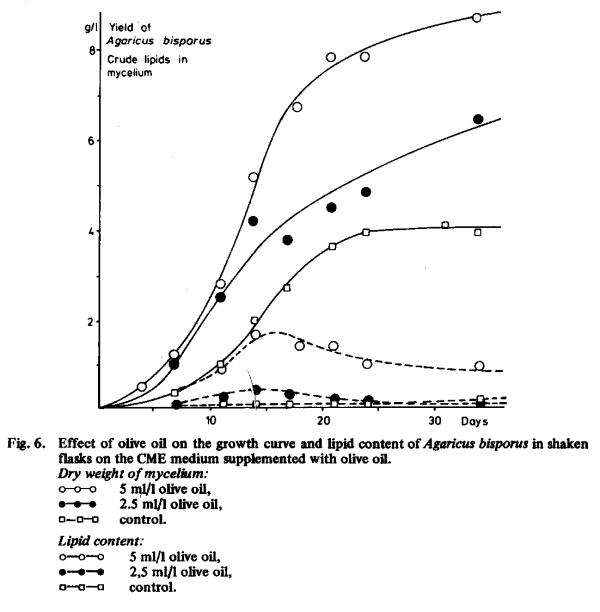 g/l Yield of
Agaricus bisporus
Crude lipids in
mycelium
8
6
4
2
10 20 30 Days
Fig. 6. Effect of olive oil on the growth curve and lipid content of Agaricus bisporus in shaken
flasks on the CME medium supplemented with olive oil.
Dry weight of mycelium:
5 ml/l olive oil,
2.5 ml/l olive oil,
control.
Lipid content:
5 ml/l olive oil,
2,5 ml/l olive oil,
control.